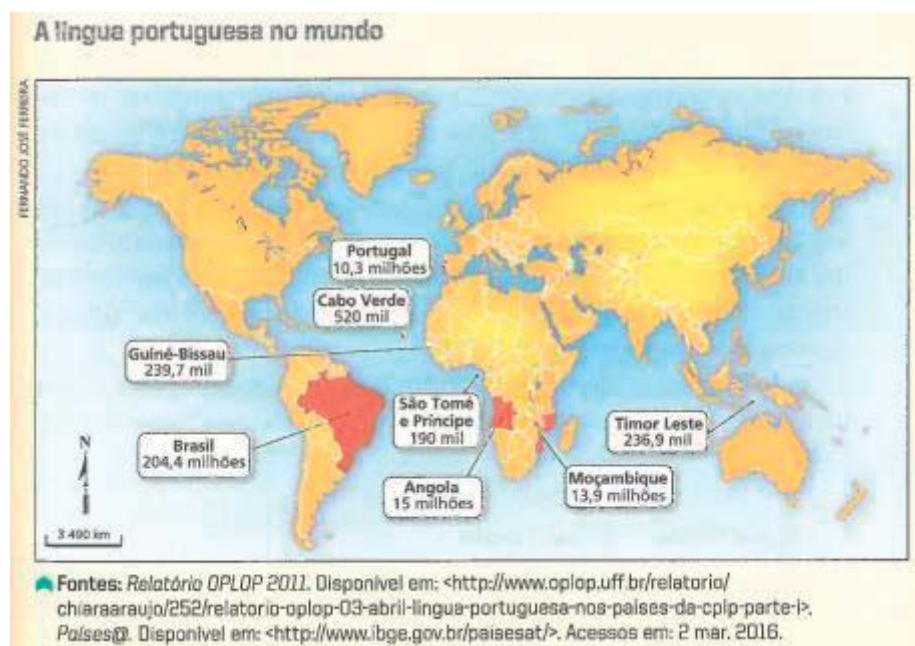 A língua portuguesa no mundo
FERNANDO JOSÉ FERREIRA
Portugal
10,3 milhões
Cabo Verde
520 mil
Guiné-Bissau
239,7 mil
São Tomé
e Príncipe
190 mil
Timor Leste
236,9 mil
Brasil
204,4 milhões
Angola
15 milhões
Moçambique
13,9 milhões
N
3 490 km
Fontes: Relatório OPLOP 2011. Disponível em: <http://www.oplop.uff.br/relatorio/
chiaraaraujo/252/relatorio-oplop-03-abril-lingua-portuguesa-nos-paises-da-cplp-parte-i>.
Países@. Disponível em: <http://www.ibge.gov.br/paisesat/>. Acessos em: 2 mar. 2016.